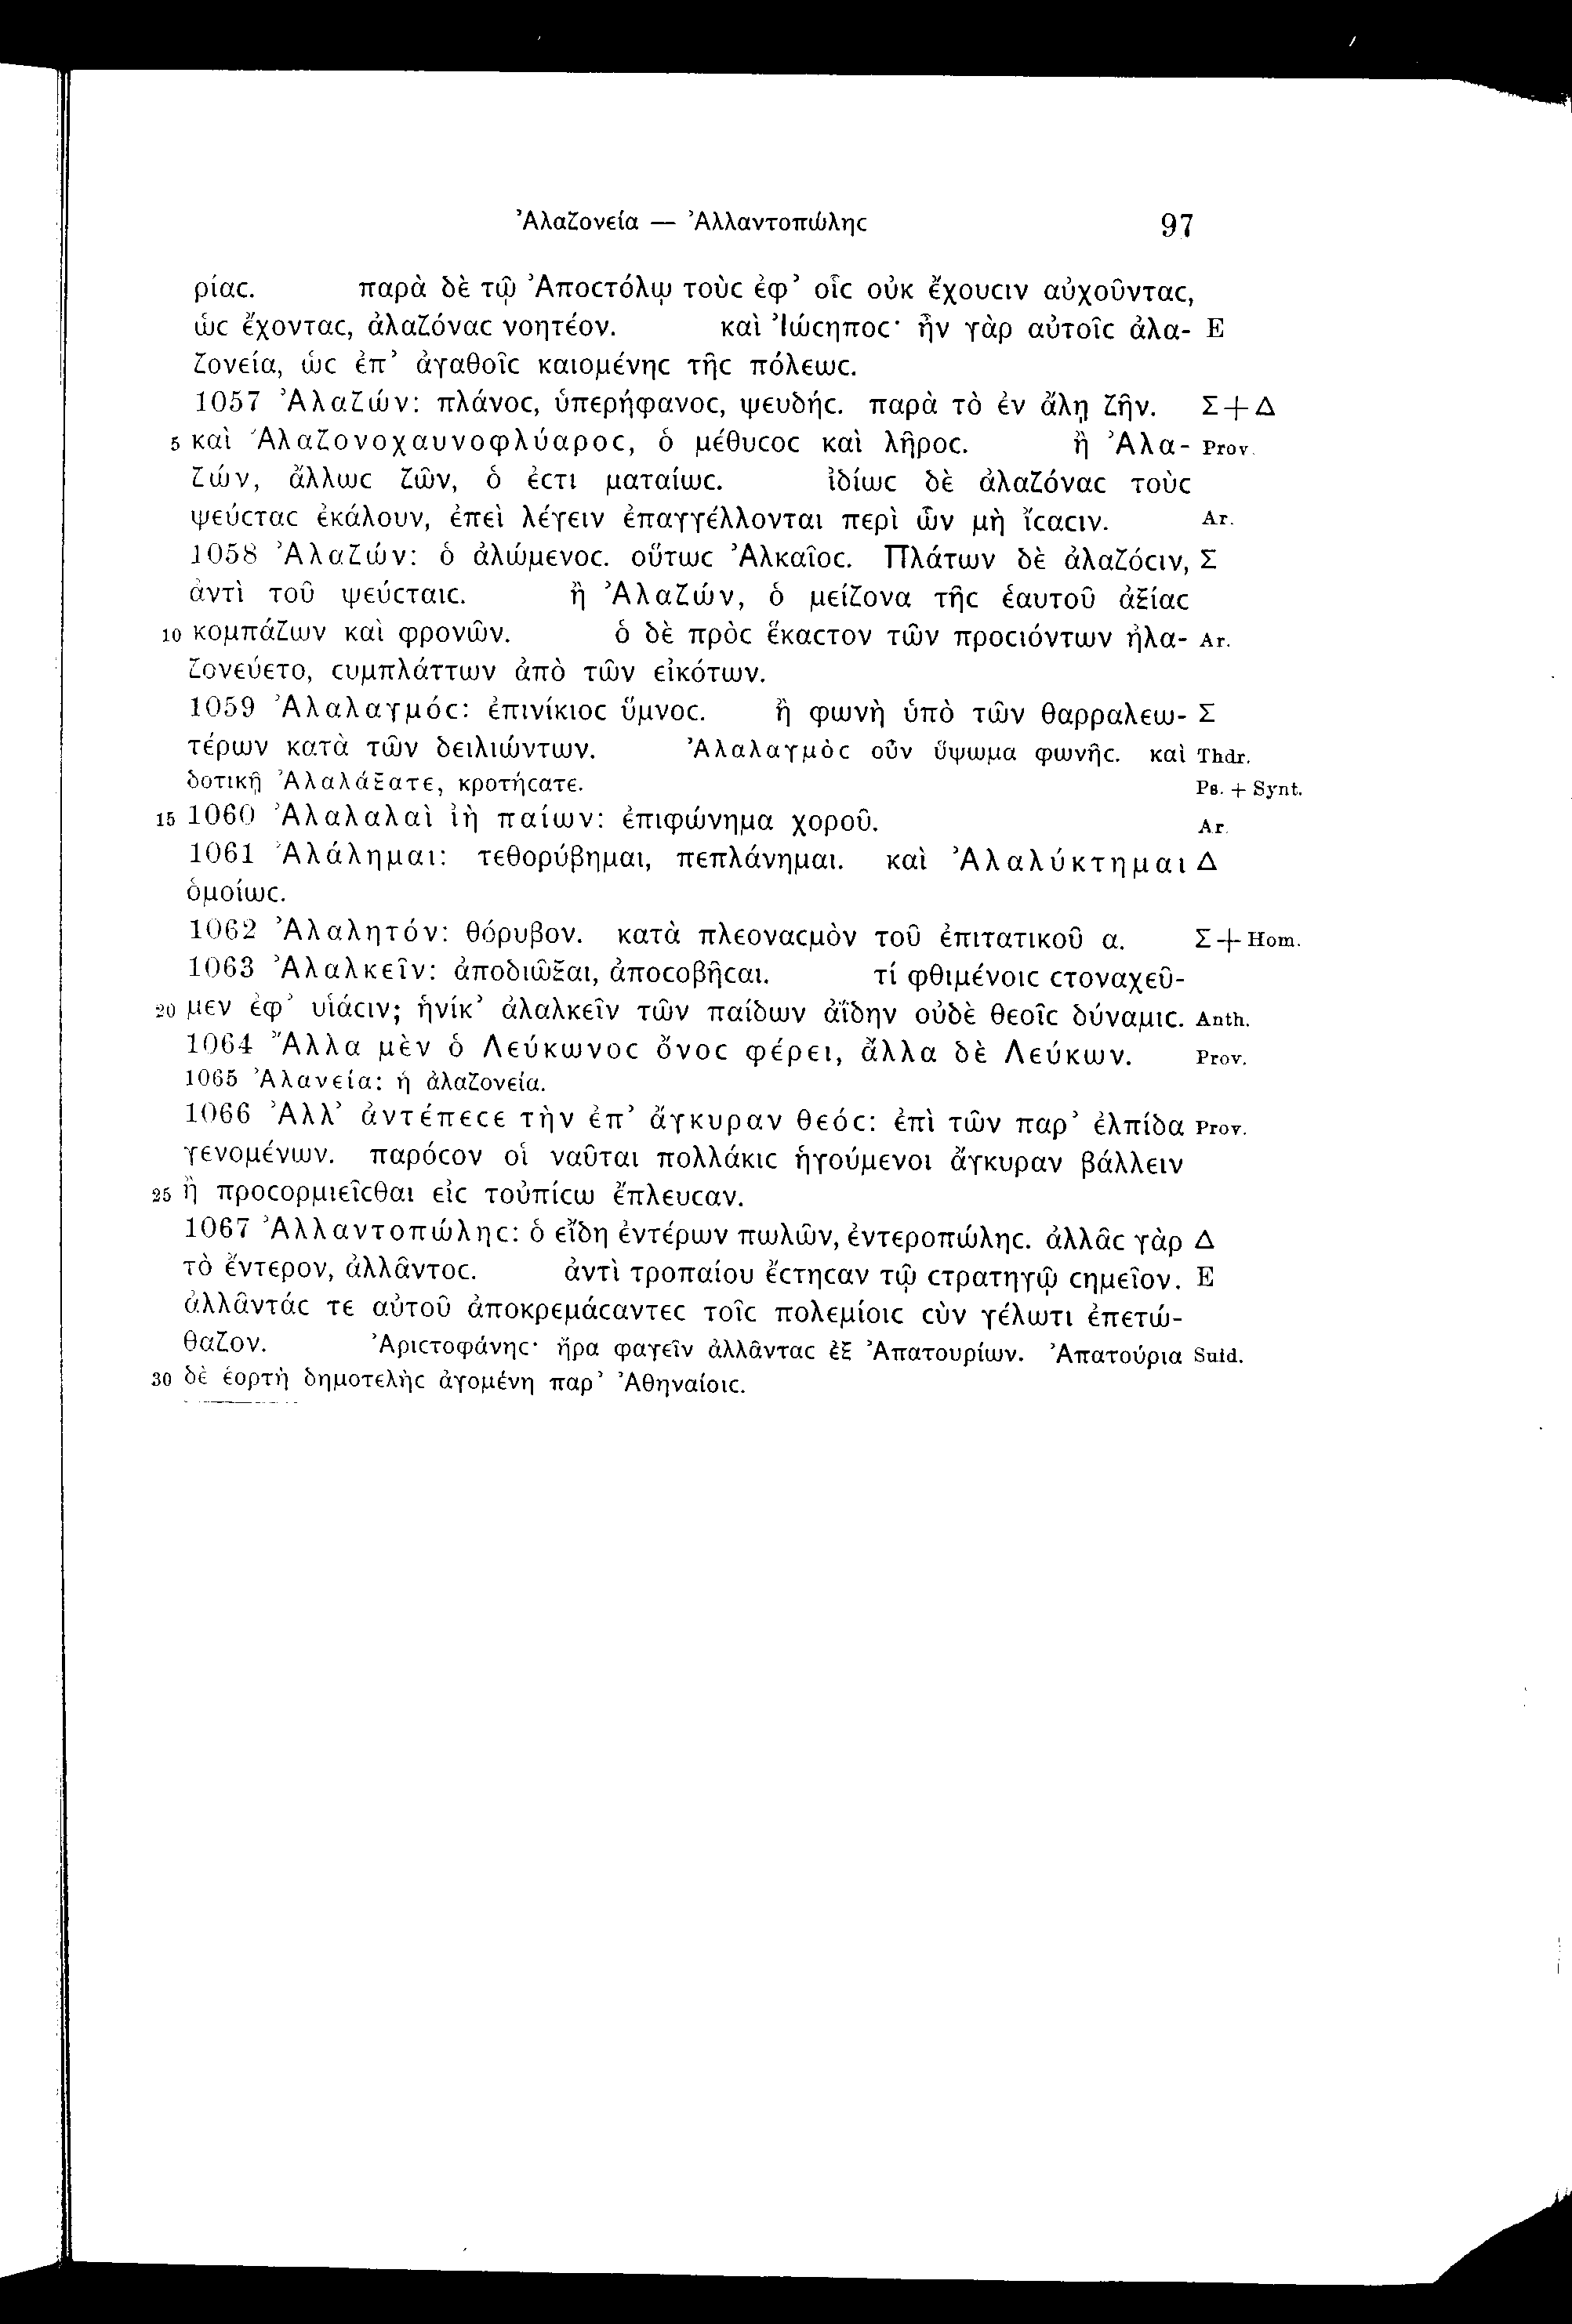 Ἀλαζονεία — Ἀλλαντοπώληϲ 97
ρίαϲ. παρὰ δὲ τῷ Ἀποϲτόλῳ τοὺϲ ἐφ’ οἷϲ οὐκ ἔχουϲιν αὐχοῦνταϲ,
ὡϲ ἔχονταϲ, ἀλαζόναϲ νοητέον. καὶ Ἰώϲηποϲ· ἦν γὰρ αὐτοῖϲ ἀλα- Ε
ζονεία, ὡϲ ἐπ’ ἀγαθοῖϲ καιομένηϲ τῆϲ πόλεωϲ.
1057 Ἀλαζών: πλάνοϲ, ὑπερήφανοϲ, ψευδήϲ. παρὰ τὸ ἐν ἄλῃ ζῆν. Σ+Δ
5 καὶ Ἀλαζονοχαυνοφλύαροϲ, ὁ μέθυϲοϲ καὶ λῆροϲ. ἢ Ἀλα- Prov.
ζών, ἄλλωϲ ζῶν, ὅ ἐϲτι ματαίωϲ. ἰδίωϲ δὲ ἀλαζόναϲ τοὺϲ
ψεύϲταϲ ἐκάλουν, ἐπεὶ λέγειν ἐπαγγέλλονται περὶ ὧν μὴ ἴϲαϲιν. Ar.
1058 Ἀλαζών: ὁ ἀλώμενοϲ. οὕτωϲ Ἀλκαῖοϲ. Πλάτων δὲ ἀλαζόϲιν, Σ
ἀντὶ τοῦ ψεύϲταιϲ. ἢ Ἀλαζών, ὁ μείζονα τῆϲ ἑαυτοῦ ἀξίαϲ
10 κομπάζων καὶ φρονῶν. ὁ δὲ πρὸϲ ἕκαϲτον τῶν προϲιόντων ἠλα- Ar.
ζονεύετο, ϲυμπλάττων ἀπὸ τῶν εἰκότων.
1059 Ἀλαλαγμόϲ: ἐπινίκιοϲ ὕμνοϲ. ἢ φωνὴ ὑπὸ τῶν θαρραλεω- Σ
τέρων κατὰ τῶν δειλιώντων. Ἀλαλαγμὸϲ οὖν ὕψωμα φωνῆϲ. καὶ Thdr.
δοτικῇ Ἀλαλάξατε, κροτήϲατε. Ps. + Synt.
15 1060 Ἀλαλαλαὶ ἰὴ παίων: ἐπιφώνημα χοροῦ. Ar.
1061 Ἀλάλημαι: τεθορύβημαι, πεπλάνημαι. καὶ Ἀλαλύκτημαι Δ
ὁμοίωϲ.
1062 Ἀλαλητόν: θόρυβον. κατὰ πλεοναϲμὸν τοῦ ἐπιτατικοῦ α. Σ+Hom.
1063 Ἀλαλκεῖν: ἀποδιῶξαι, ἀποϲοβῆϲαι. τί φθιμένοιϲ ϲτοναχεῦ-
20 μεν ἐφ’ υἱάϲιν; ἡνίκ’ ἀλαλκεῖν τῶν παίδων ἀΐδην οὐδὲ θεοῖϲ δύναμιϲ. Anth.
1064 Ἄλλα μὲν ὁ Λεύκωνοϲ ὄνοϲ φέρει, ἄλλα δὲ Λεύκων. Prov.
1065 Ἀλανεία: ἡ ἀλαζονεία.
1066 Ἀλλ’ ἀντέπεϲε τὴν ἐπ’ ἄγκυραν θεόϲ: ἐπὶ τῶν παρ’ ἐλπίδα Prov.
γενομένων. παρόϲον οἱ ναῦται πολλάκιϲ ἡγούμενοι ἄγκυραν βάλλειν
25 ἢ προϲορμιεῖϲθαι εἰϲ τοὐπίϲω ἔπλευϲαν.
1067 Ἀλλαντοπώληϲ: ὁ εἴδη ἐντέρων πωλῶν, ἐντεροπώληϲ. ἀλλᾶϲ γὰρ Δ
τὸ ἔντερον, ἀλλᾶντοϲ. ἀντὶ τροπαίου ἔϲτηϲαν τῷ ϲτρατηγῷ ϲημεῖον. Ε
ἀλλᾶντάϲ τε αὐτοῦ ἀποκρεμάϲαντεϲ τοῖϲ πολεμίοιϲ ϲὺν γέλωτι ἐπετώ-
θαζον. Ἀριϲτοφάνηϲ· ἤρα φαγεῖν ἀλλᾶνταϲ ἐξ Ἀπατουρίων. Ἀπατούρια Suid.
30 δὲ ἑορτὴ δημοτελὴϲ ἀγομένη παρ’ Ἀθηναίοιϲ.